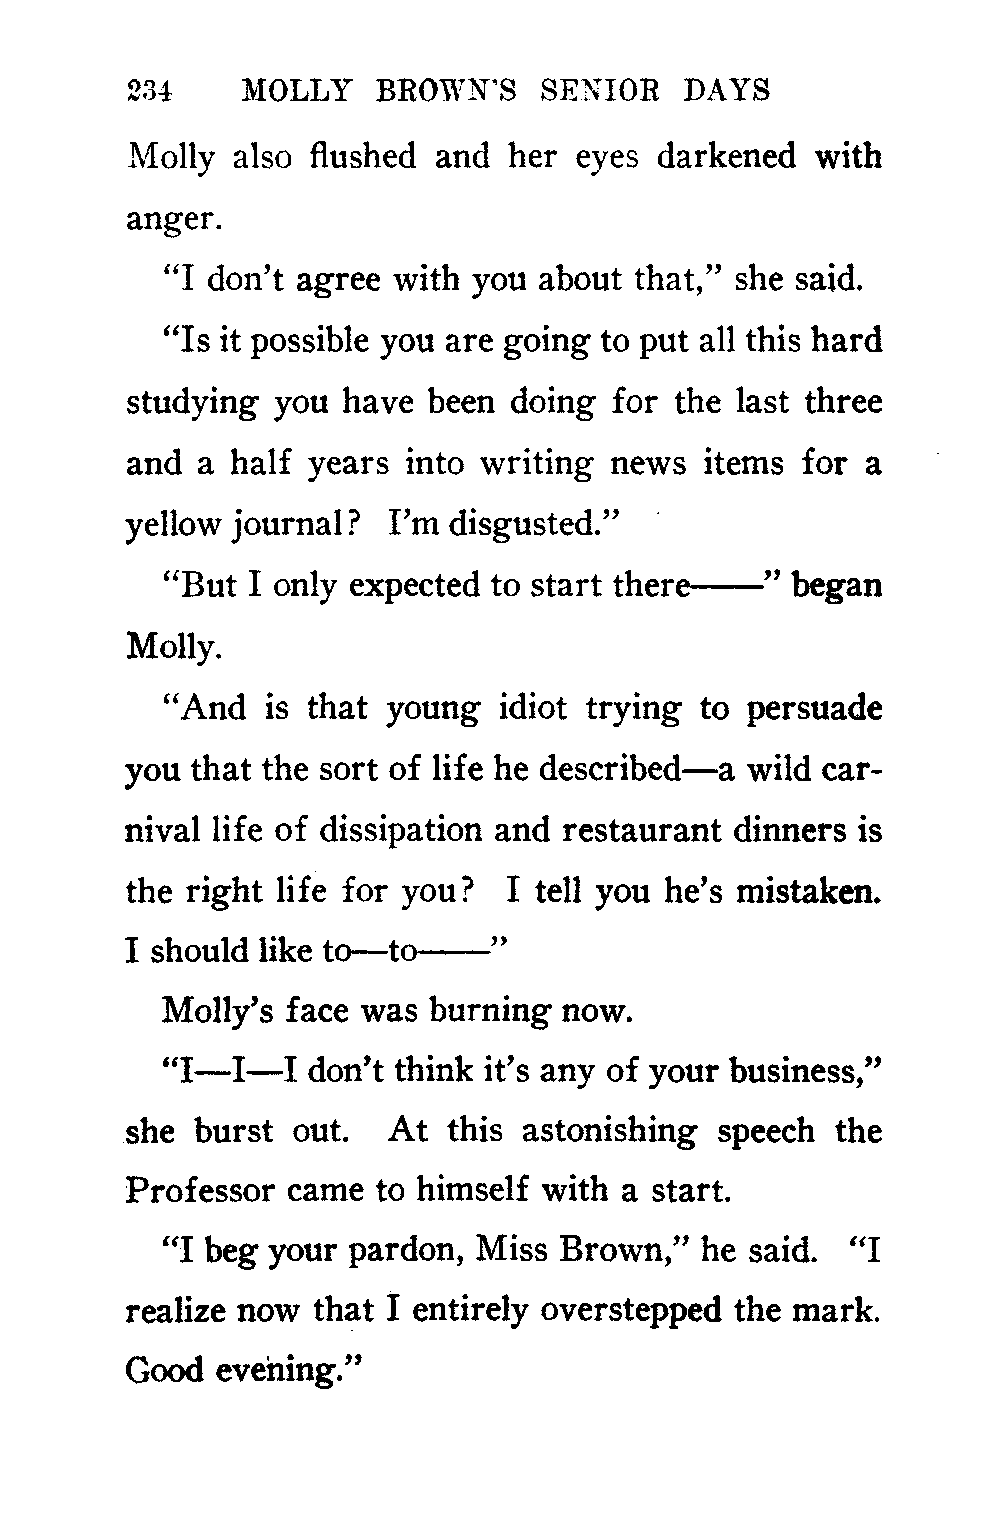 234 MOLLY BROWN'S SENIOR DAYS
Molly also flushed and her eyes darkened with
anger.
“I don’t agree with you about that,” she said.
“Is it possible you are going to put all this hard
studying you have been doing for the last three
and a half years into writing news items for a
yellow journal? I’m disgusted.”
“But I only expected to start there——” began
Molly.
“And is that young idiot trying to persuade
you that the sort of life he described—a wild car-
nival life of dissipation and restaurant dinners is
the right life for you? I tell you he’s mistaken.
I should like to—to——”
Molly’s face was burning now.
“I—I—I don’t think it’s any of your business,”
she burst out. At this astonishing speech the
Professor came to himself with a start.
“I beg your pardon, Miss Brown,” he said. “I
realize now that I entirely overstepped the mark.
Good evening.”